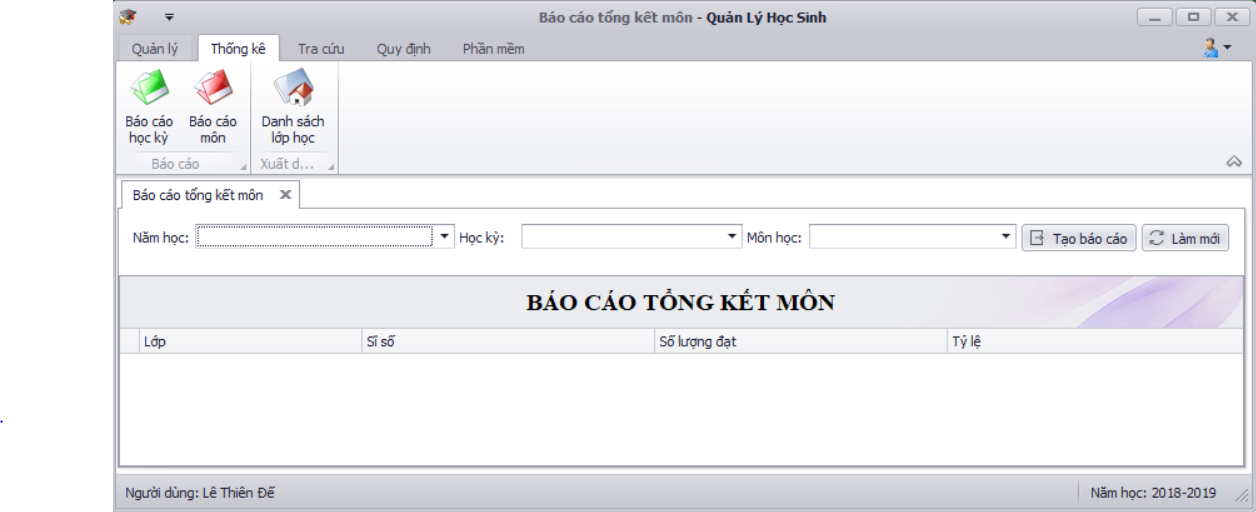 Báo cáo tổng kết môn - Quản Lý Học Sinh
Quản lý Thống kê Tra cứu Quy định Phần mềm
Báo cáo học kỳ
Báo cáo môn
Danh sách lớp học
Báo cáo Xuất d...
Báo cáo tổng kết môn
Năm học: Học kỳ: Môn học: Tạo báo cáo Làm mới
BÁO CÁO TỔNG KẾT MÔN
Lớp Sĩ số Số lượng đạt Tỷ lệ
.
Người dùng: Lê Thiên Đế Năm học: 2018-2019